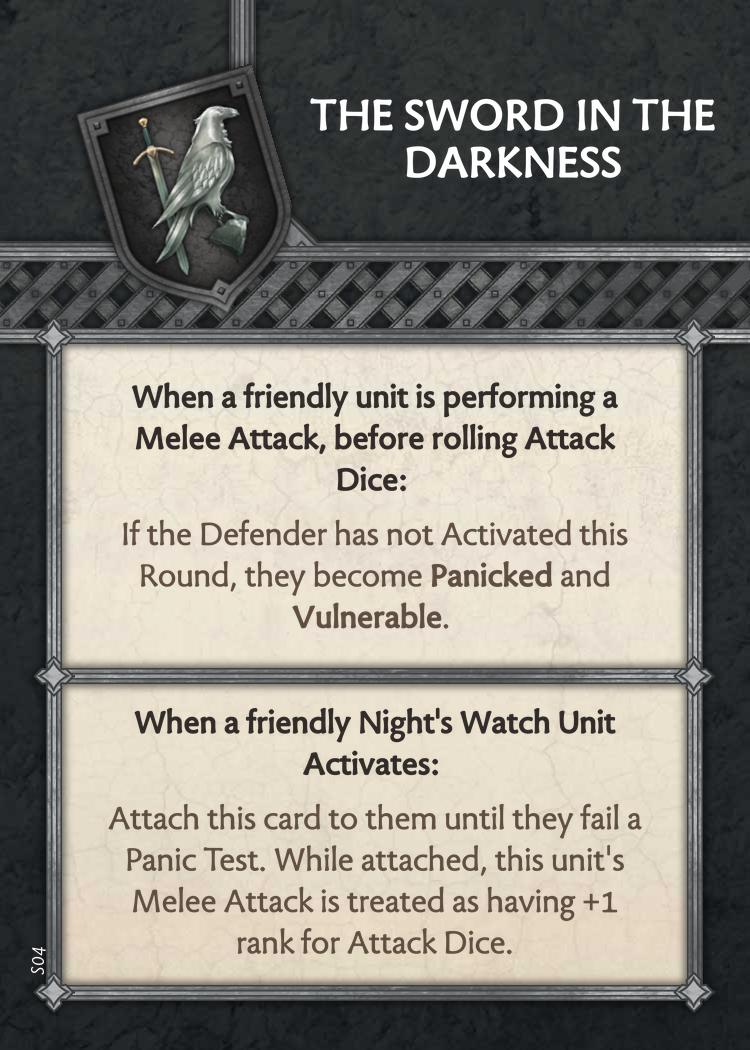 THE SWORD IN THE
DARKNESS
When a friendly unit is performing a
Melee Attack, before rolling Attack
Dice:
If the Defender has not Activated this
Round, they become Panicked and
Vulnerable.
When a friendly Night's Watch Unit
Activates:
Attach this card to them until they fail a
Panic Test. While attached, this unit's
Melee Attack is treated as having +1
rank for Attack Dice.
S04